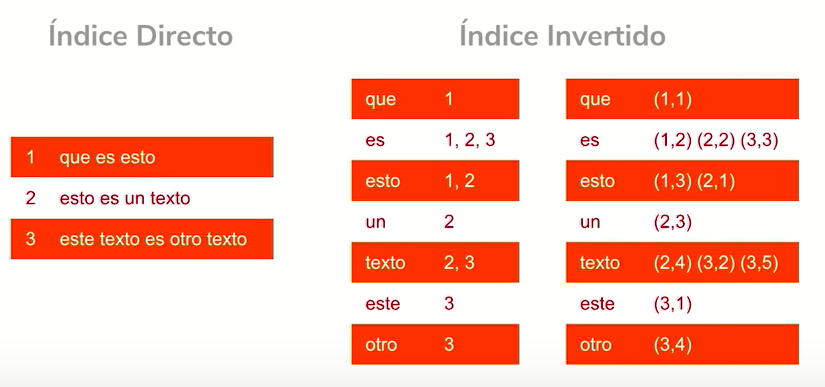 Índice Directo
1 que es esto
2 esto es un texto
3 este texto es otro texto
Índice Invertido
que 1
es 1, 2, 3
esto 1, 2
un 2
texto 2, 3
este 3
otro 3
que (1,1)
es (1,2) (2,2) (3,3)
esto (1,3) (2,1)
un (2,3)
texto (2,4) (3,2) (3,5)
este (3,1)
otro (3,4)